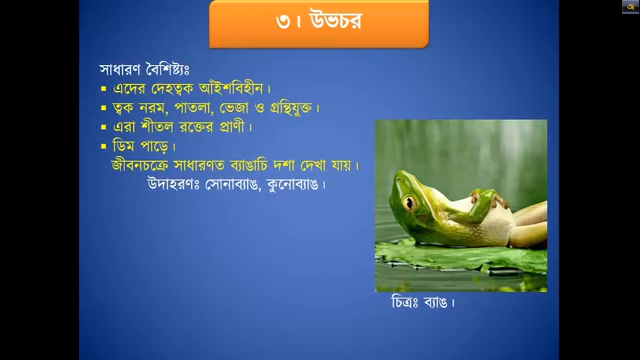 ৩। উভচর
সাধারণ বৈশিষ্ট্যঃ
▪ এদের দেহত্বক আঁইশবিহীন।
▪ ত্বক নরম, পাতলা, ভেজা ও গ্রন্থিযুক্ত।
▪ এরা শীতল রক্তের প্রাণী।
▪ ডিম পাড়ে।
জীবনচক্রে সাধারণত ব্যাঙাচি দশা দেখা যায়।
উদাহরণঃ সোনাব্যাঙ, কুনোব্যাঙ।
চিত্রঃ ব্যাঙ।
অ